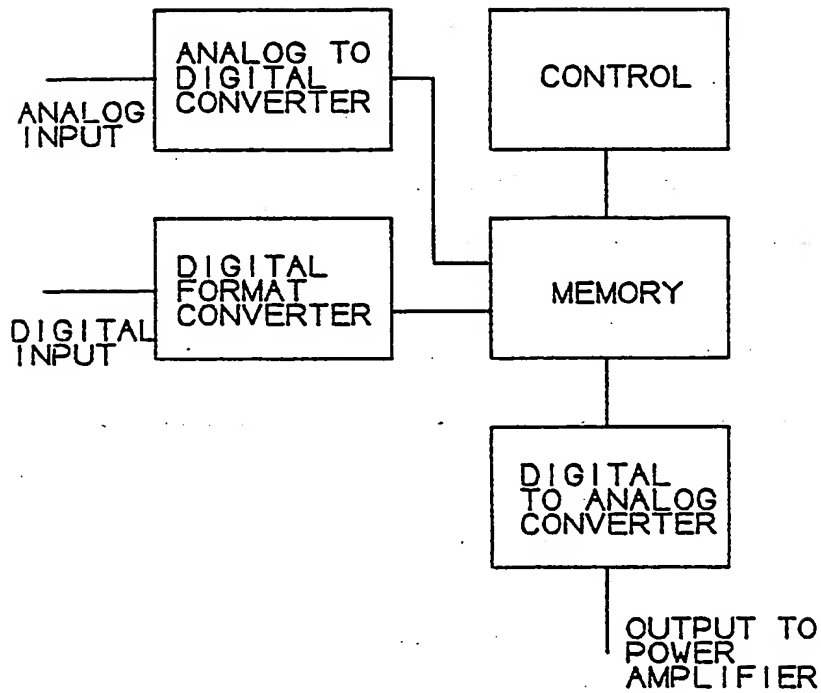 ANALOG TO
DIGITAL
CONVERTER
CONTROL
ANALOG
INPUT
DIGITAL
FORMAT
CONVERTER
MEMORY
DIGITAL
INPUT
DIGITAL
TO ANALOG
CONVERTER
OUTPUT TO
POWER
AMPLIFIER